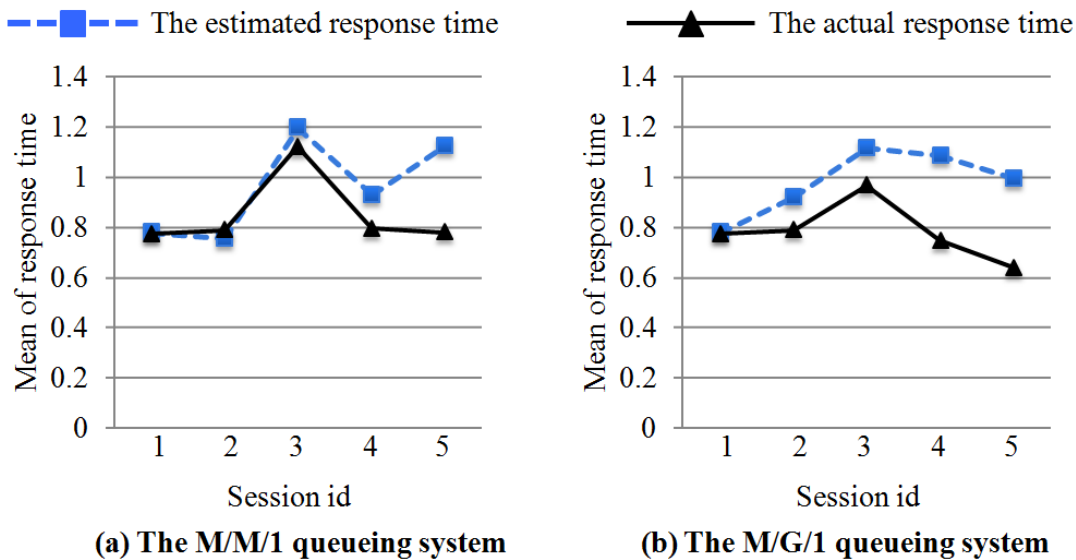 The estimated response time
The actual response time
Mean of response time
1.4
1.2
1
0.8
0.6
0.4
0.2
0
1 2 3 4 5
Session id
(a) The M/M/1 queueing system
Mean of response time
1.4
1.2
1
0.8
0.6
0.4
0.2
0
1 2 3 4 5
Session id
(b) The M/G/1 queueing system